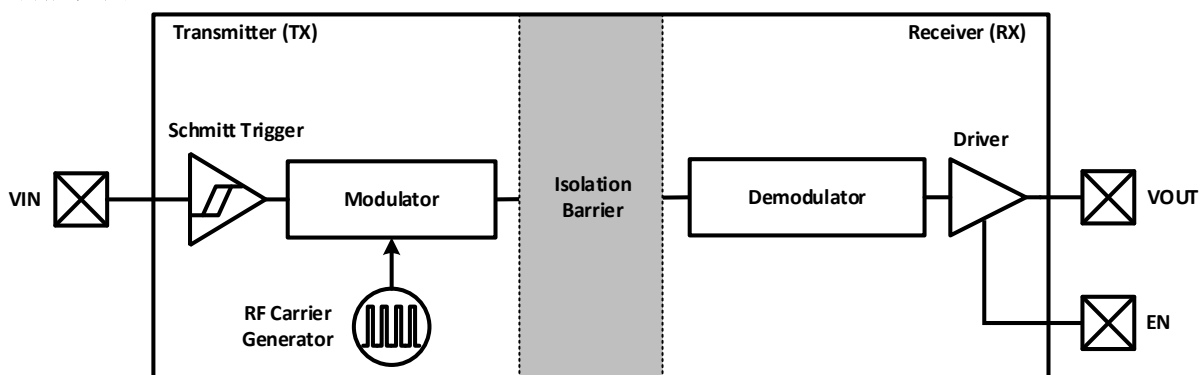 Transmitter (TX)
Receiver (RX)
Schmitt Trigger
Driver
VIN
Modulator
Isolation
Barrier
Demodulator
VOUT
RF Carrier
Generator
EN